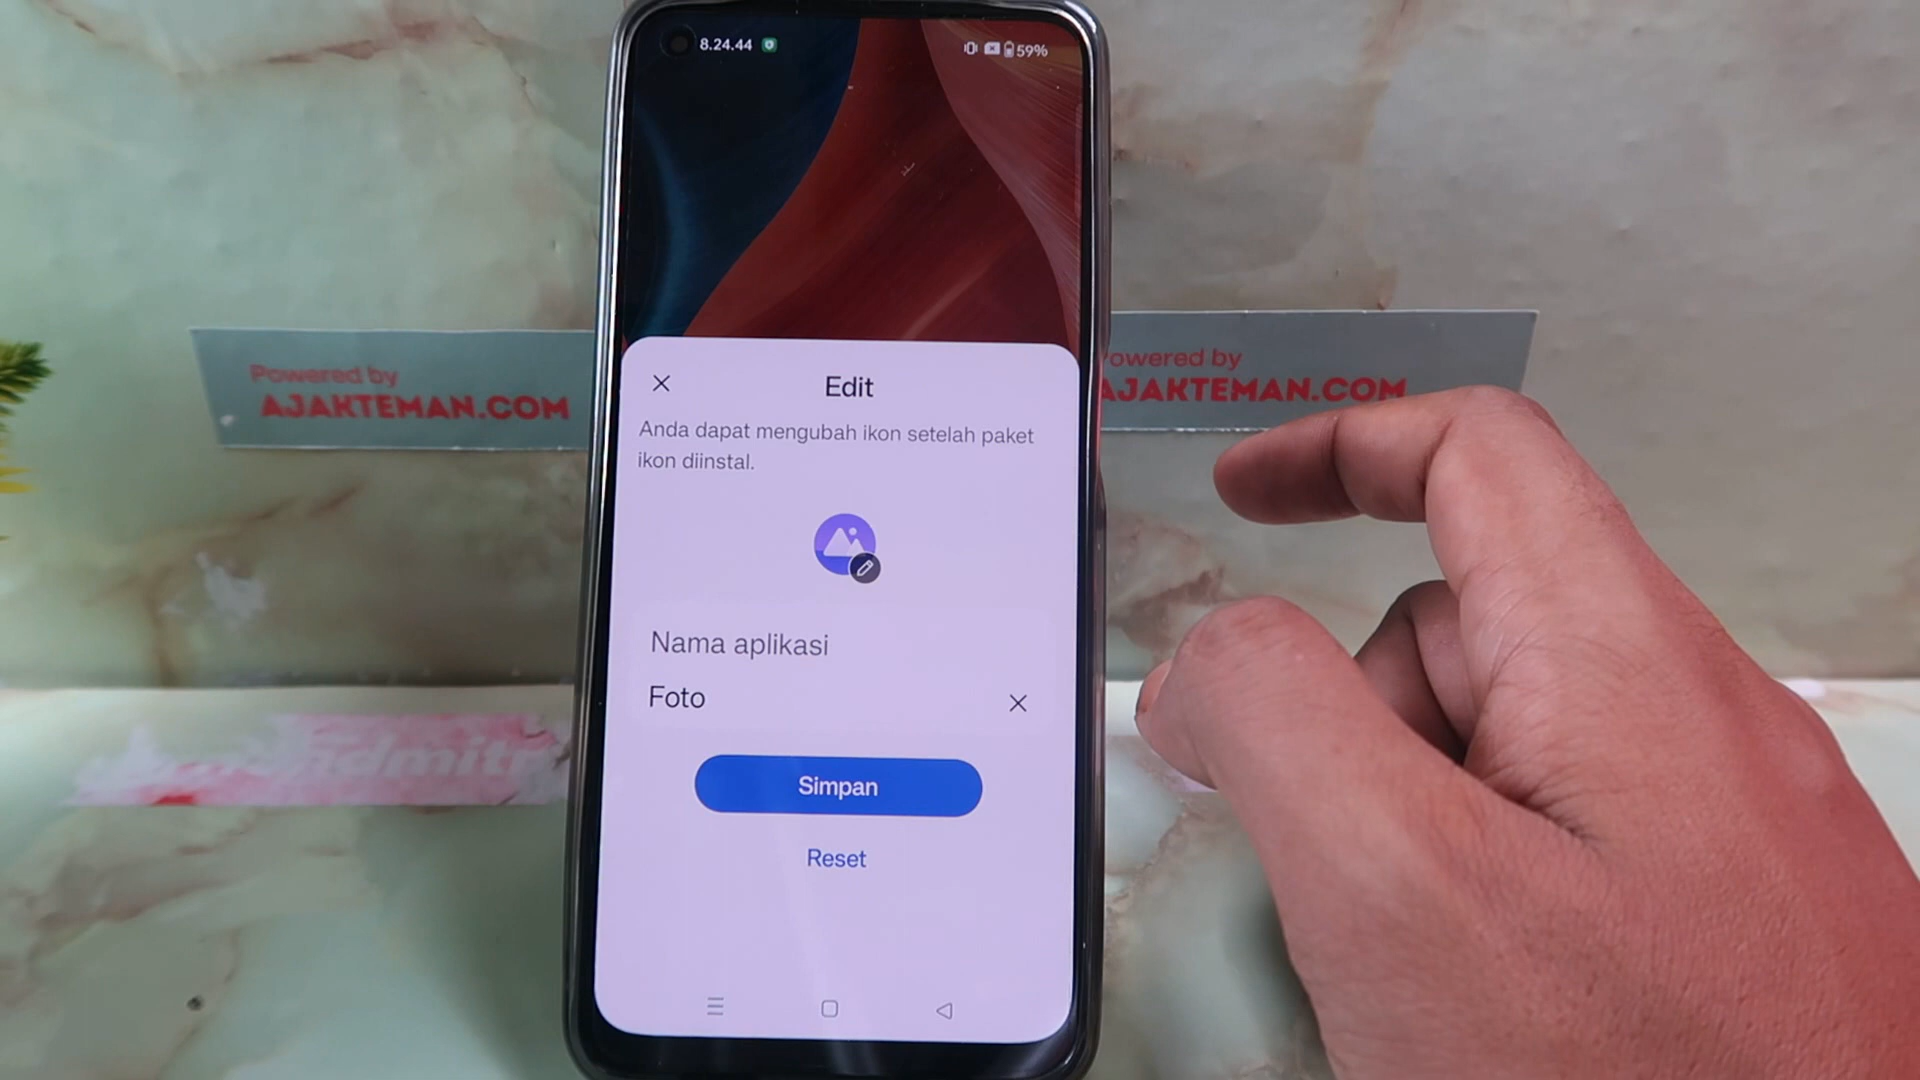 8.24.44
59%
Powered by
AJAKTEMAN.COM
owered by
AJAKTEMAN.COM
Edit
Anda dapat mengubah ikon setelah paket
ikon diinstal.
Nama aplikasi
Foto
Simpan
Reset